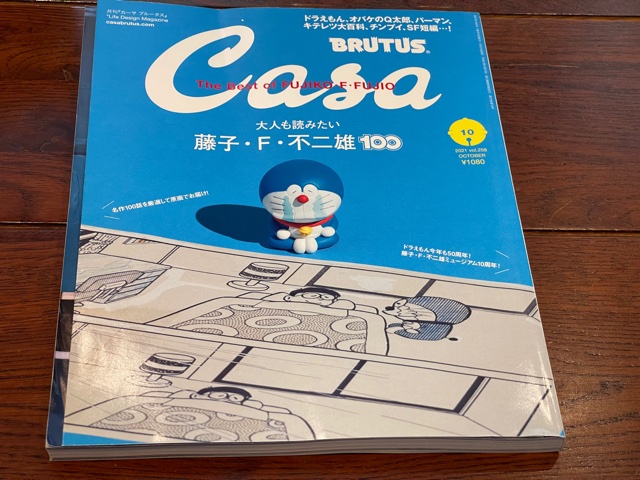 月刊『カーサ ブルータス』
"Life Design Magazine
casabrutus.com
ドラえもん、オバケのQ太郎、パーマン、
キテレツ大百科、チンプイ、SF短編…!
BRUTUS
Casa
The Best of FUJIKO・F・FUJIO
大人も読みたい
藤子・F・不二雄 100
10
2021 vol.258
OCTOBER
¥1080
名作100話を厳選して原画でお届け!
ドラえもん今年も50周年!
藤子・F・不二雄ミュージアム10周年!